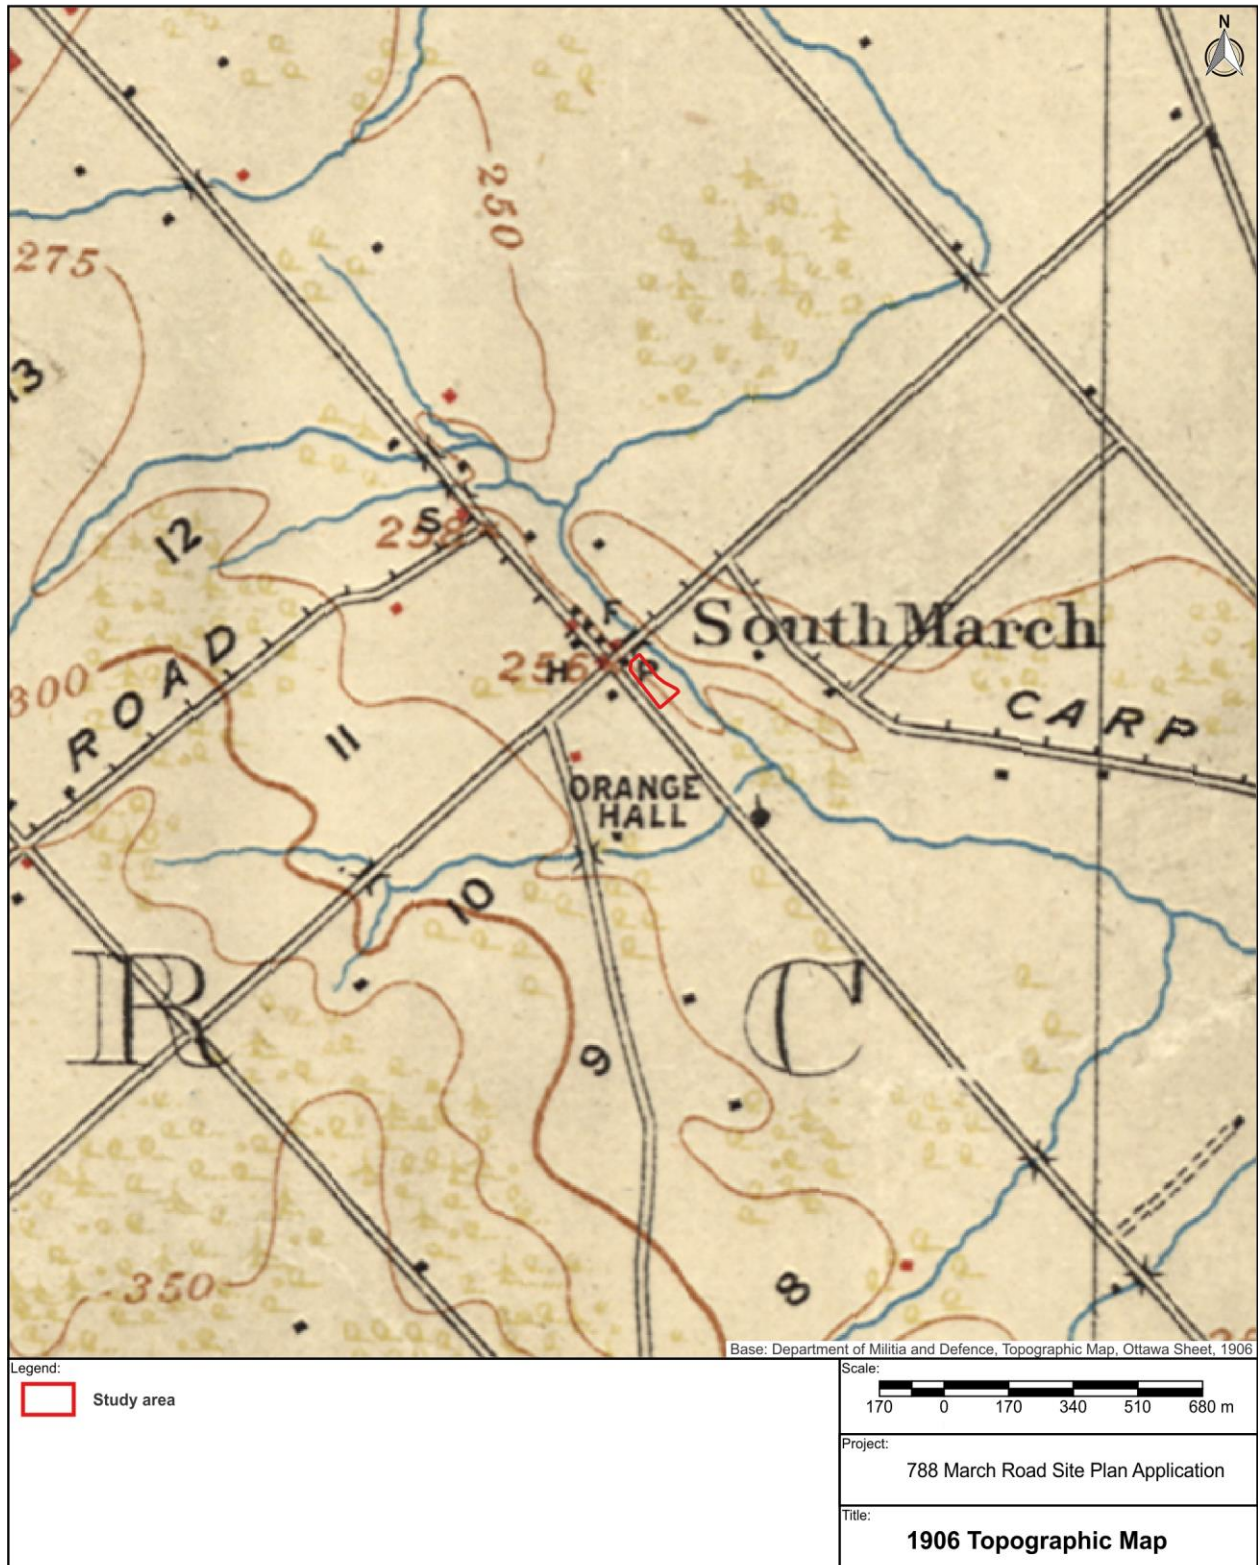 N
250
275
13
12
S
258
F
South March
256
H
P
300
ROAD
11
CARP
ORANGE
HALL
10
R
C
9
8
350
Base: Department of Militia and Defence, Topographic Map, Ottawa Sheet, 1906
Legend:
Study area
Scale:
170 0 170 340 510 680 m
Project:
788 March Road Site Plan Application
Title:
1906 Topographic Map